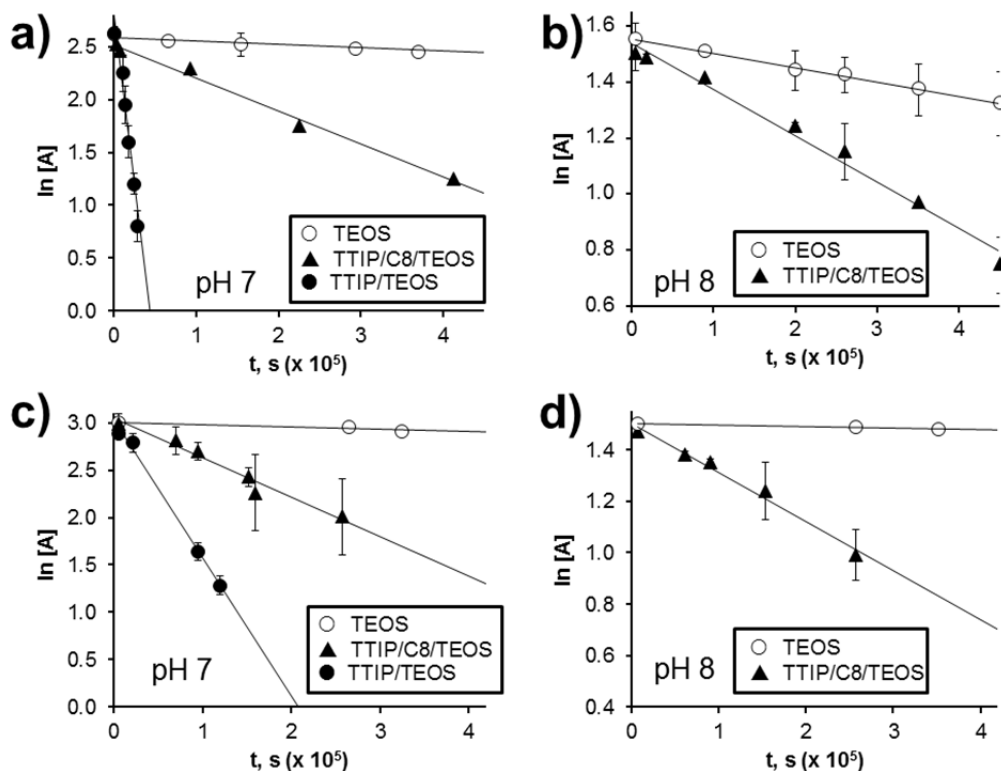 a)
ln [A]
2.5
2.0
1.5
1.0
0.5
0.0
○ TEOS
▲ TTIP/C8/TEOS
● TTIP/TEOS
pH 7
0 1 2 3 4
t, s (x 10⁵)
b)
ln [A]
1.6
1.4
1.2
1.0
0.8
0.6
○ TEOS
▲ TTIP/C8/TEOS
pH 8
0 1 2 3 4
t, s (x 10⁵)
c)
ln [A]
3.0
2.5
2.0
1.5
1.0
0.5
0.0
○ TEOS
▲ TTIP/C8/TEOS
● TTIP/TEOS
pH 7
0 1 2 3 4
t, s (x 10⁵)
d)
ln [A]
1.4
1.2
1.0
0.8
0.6
0.4
○ TEOS
▲ TTIP/C8/TEOS
pH 8
0 1 2 3 4
t, s (x 10⁵)